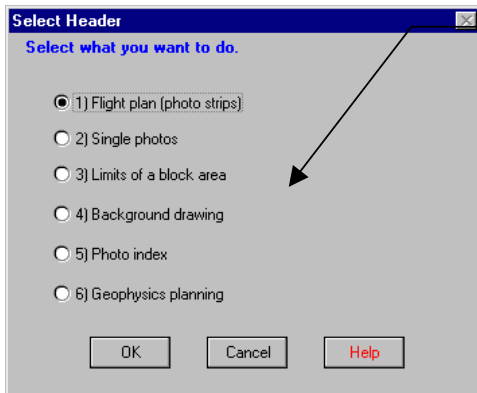 Select Header
Select what you want to do.
1) Flight plan (photo strips)
2) Single photos
3) Limits of a block area
4) Background drawing
5) Photo index
6) Geophysics planning
OK Cancel Help